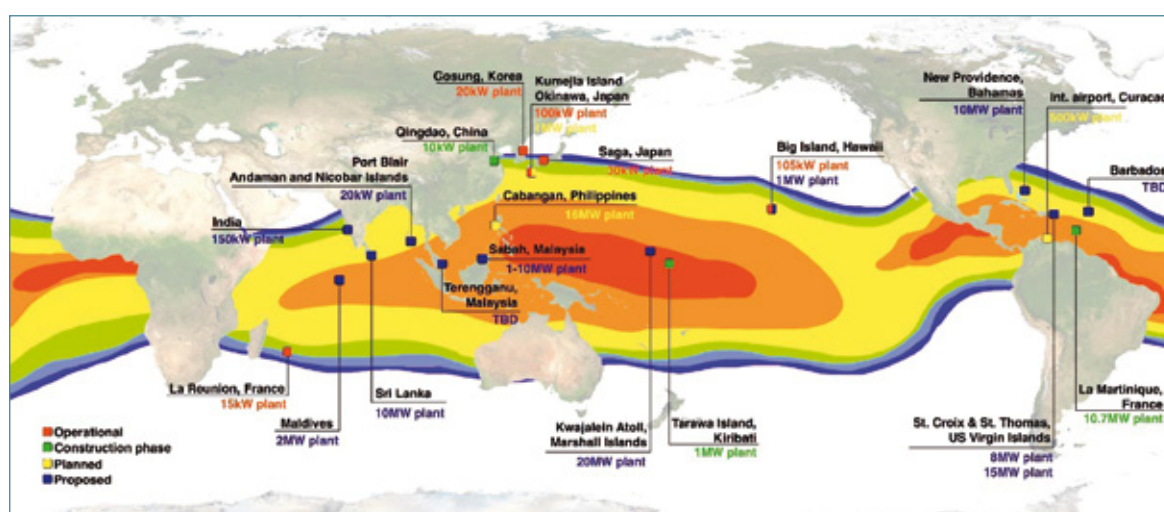 Gosung, Korea
20kW plant
Kumejia Island
Okinawa, Japan
100kW plant
1MW plant
Qingdao, China
10kW plant
Saga, Japan
30kW plant
Port Blair
Andaman and Nicobar Islands
20kW plant
India
150kW plant
Cabangan, Philippines
16MW plant
Sabah, Malaysia
1-10MW plant
Terengganu,
Malaysia
TBD
Big Island, Hawaii
105kW plant
1MW plant
New Providence,
Bahamas
10MW plant
Int. airport, Curacao
500kW plant
Barbados
TBD
La Reunion, France
15kW plant
Maldives
2MW plant
Sri Lanka
10MW plant
Kwajalein Atoll,
Marshall Islands
20MW plant
Tarawa Island,
Kiribati
1MW plant
St. Croix & St. Thomas,
US Virgin Islands
8MW plant
15MW plant
La Martinique,
France
10.7MW plant
Operational
Construction phase
Planned
Proposed